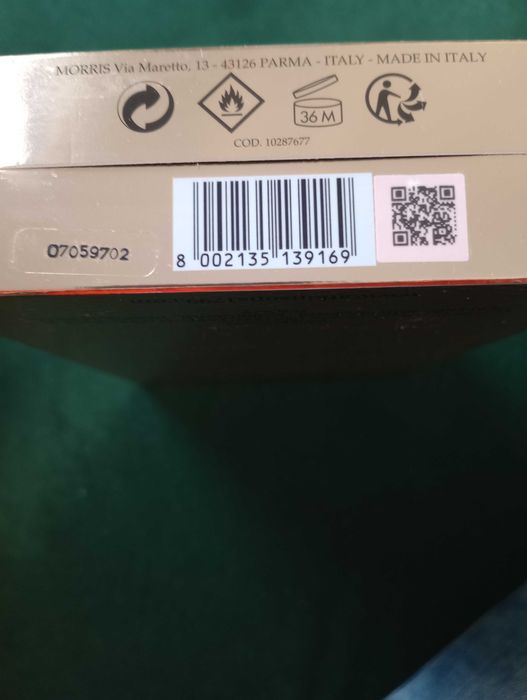 MORRIS Via Maretto, 13 - 43126 PARMA - ITALY - MADE IN ITALY
36 M
COD. 10287677
07059702
8 002135 139169